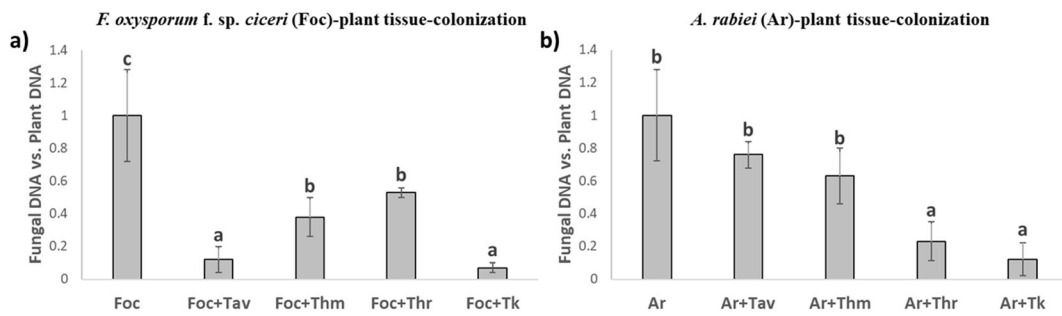 F. oxysporum f. sp. ciceri (Foc)-plant tissue-colonization
a)
Fungal DNA vs. Plant DNA
1.4
1.2
1
0.8
0.6
0.4
0.2
0
c
a
b
b
a
Foc Foc+Tav Foc+Thm Foc+Thr Foc+Tk
A. rabiei (Ar)-plant tissue-colonization
b)
Fungal DNA vs. Plant DNA
1.4
1.2
1
0.8
0.6
0.4
0.2
0
b
b
b
a
a
Ar Ar+Tav Ar+Thm Ar+Thr Ar+Tk